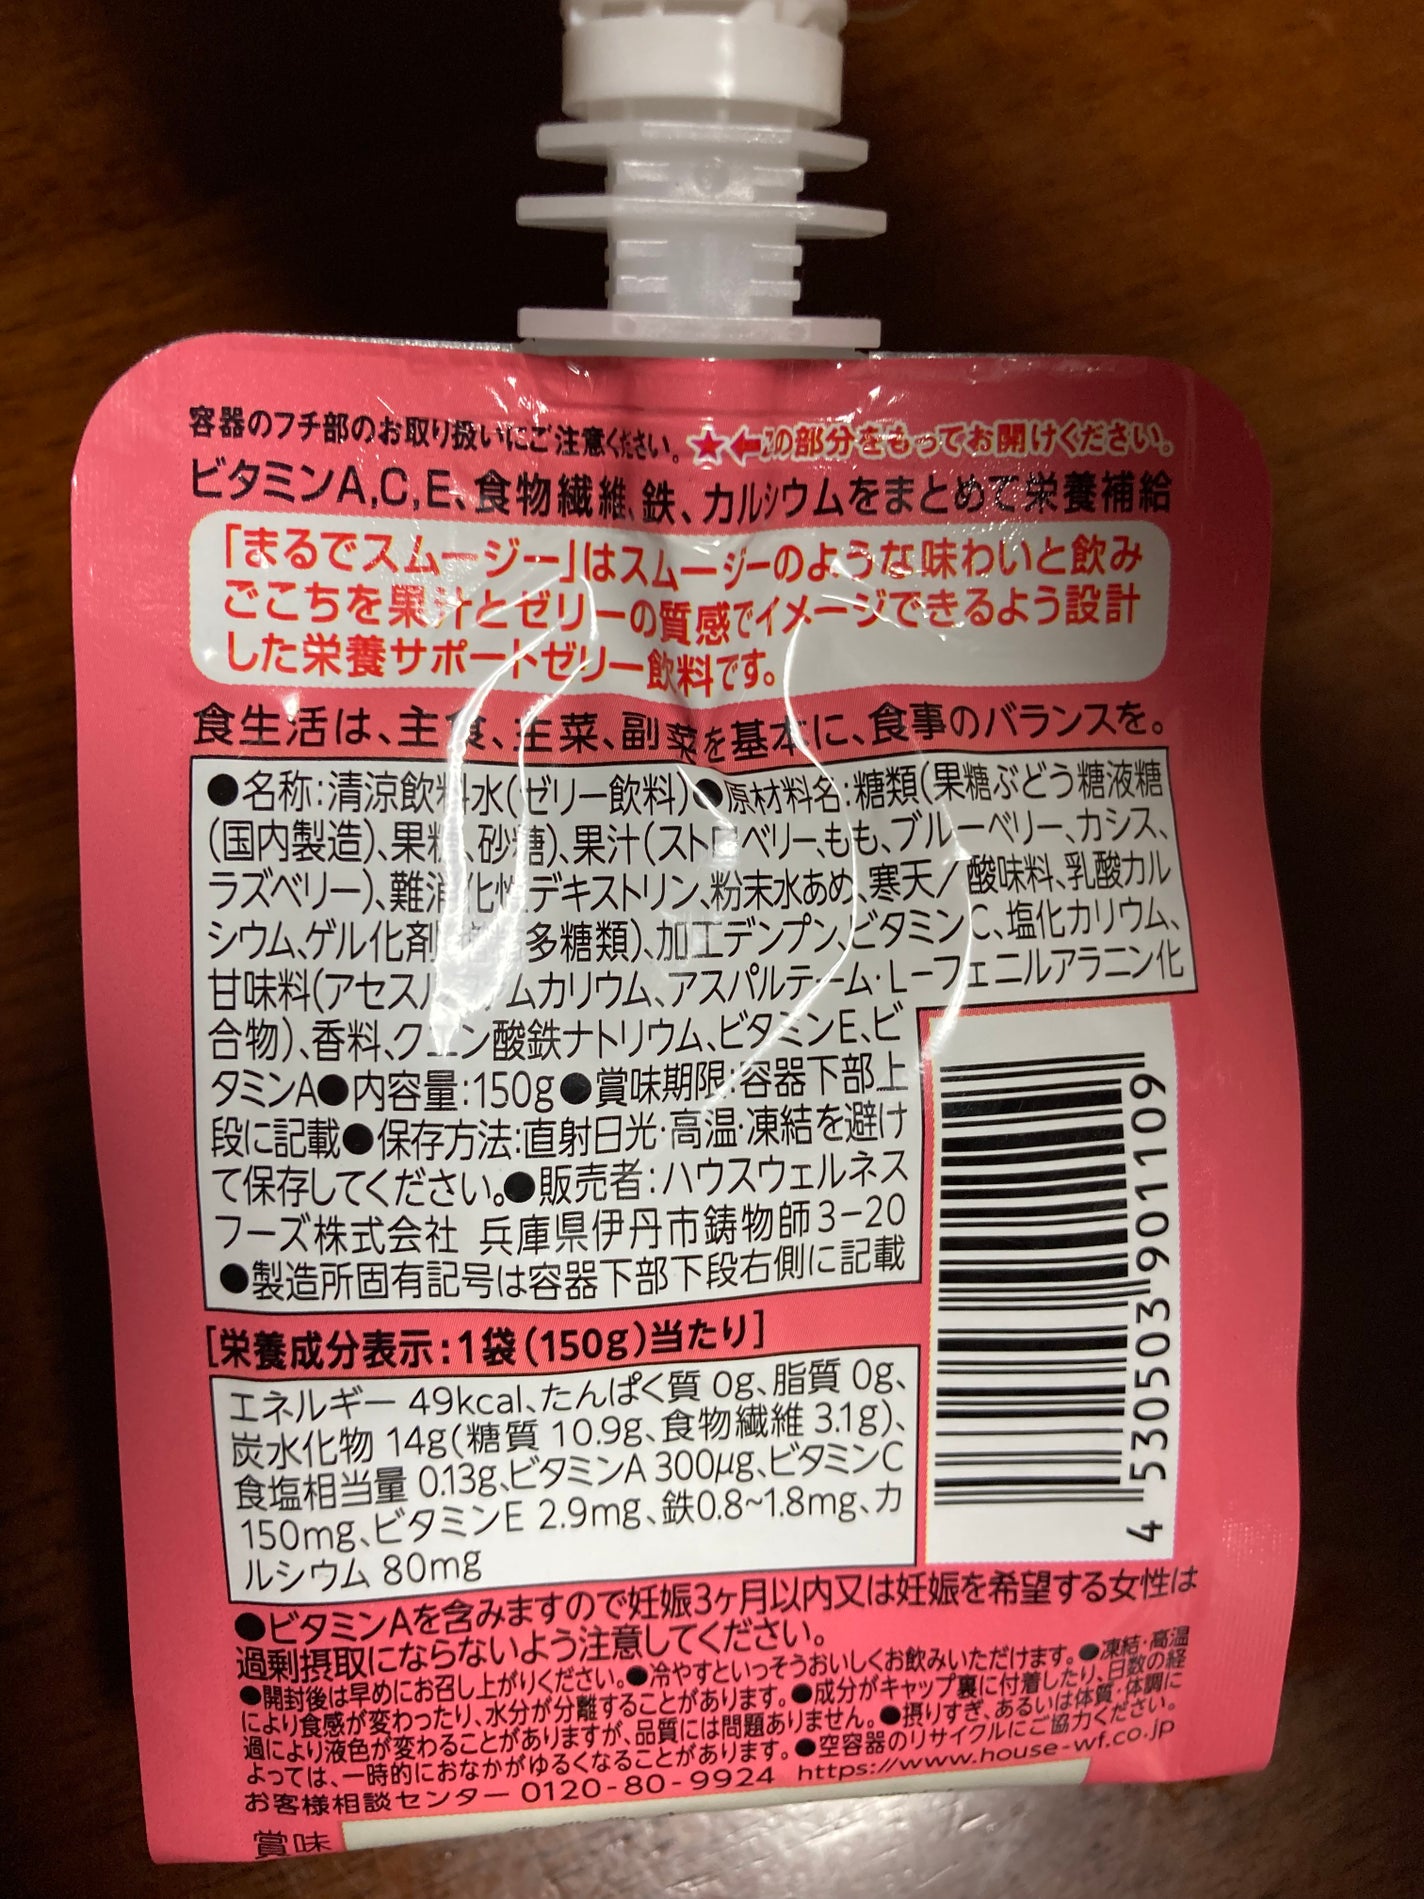 容器のフチ部のお取り扱いにご注意ください。★←この部分をもってお開けください。
ビタミンA,C,E、食物繊維、鉄、カルシウムをまとめて栄養補給
「まるでスムージー」はスムージーのような味わいと飲み
ごこちを果汁とゼリーの質感でイメージできるよう設計
した栄養サポートゼリー飲料です。
食生活は、主食、主菜、副菜を基本に、食事のバランスを。
●名称:清涼飲料水(ゼリー飲料)●原材料名:糖類(果糖ぶどう糖液糖
(国内製造)、果糖、砂糖)、果汁(ストロベリー、もも、ブルーベリー、カシス、
ラズベリー)、難消化性デキストリン、粉末水あめ、寒天/酸味料、乳酸カル
シウム、ゲル化剤(増粘多糖類)、加工デンプン、ビタミンC、塩化カリウム、
甘味料(アセスルファムカリウム、アスパルテーム・L-フェニルアラニン化
合物)、香料、クエン酸鉄ナトリウム、ビタミンE、ビ
タミンA●内容量:150g●賞味期限:容器下部上
段に記載●保存方法:直射日光・高温・凍結を避け
て保存してください。●販売者:ハウスウェルネス
フーズ株式会社 兵庫県伊丹市鋳物師3-20
●製造所固有記号は容器下部下段右側に記載
[栄養成分表示:1袋(150g)当たり]
エネルギー 49kcal、たんぱく質 0g、脂質 0g、
炭水化物 14g(糖質 10.9g、食物繊維 3.1g)、
食塩相当量 0.13g、ビタミンA 300μg、ビタミンC
150mg、ビタミンE 2.9mg、鉄0.8~1.8mg、カ
ルシウム 80mg
4 530503 901109
●ビタミンAを含みますので妊娠3ヶ月以内又は妊娠を希望する女性は
過剰摂取にならないよう注意してください。
●開封後は早めにお召し上がりください。●冷やすといっそうおいしくお飲みいただけます。●凍結・高温
により食感が変わったり、水分が分離することがあります。●成分がキャップ裏に付着したり、日数の経
過により液色が変わることがありますが、品質には問題ありません。●摂りすぎ、あるいは体質・体調に
よっては、一時的におなかがゆるくなることがあります。●空容器のリサイクルにご協力ください。
お客様相談センター 0120-80-9924 https://www.house-wf.co.jp
賞味